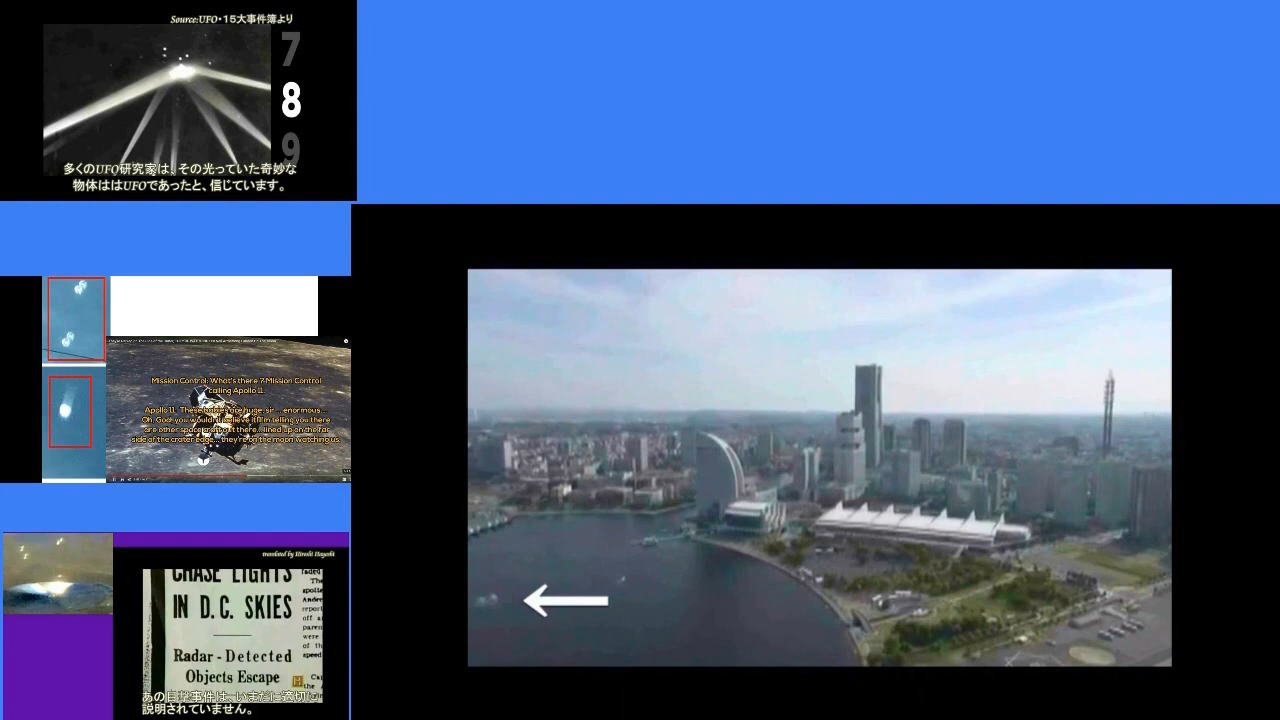 Source:UFO・15大事件簿より
7
8
9
多くのUFO研究家は、その光っていた奇妙な
物体ははUFOであったと、信じています。
Mission Control: What's there ? Mission Control
calling Apollo 11.
Apollo 11: These babies are huge, sir ... enormous....
Oh, God, you wouldn't believe it! I'm telling you there
are other space craft out there... lined up on the far
side of the crater edge... they're on the moon watching us.
translated by Hiroshi Hayashi
CHASE LIGHTS
IN D.C. SKIES
Radar-Detected
Objects Escape
H
あの目撃事件は、いまだに適切に
説明されていません。